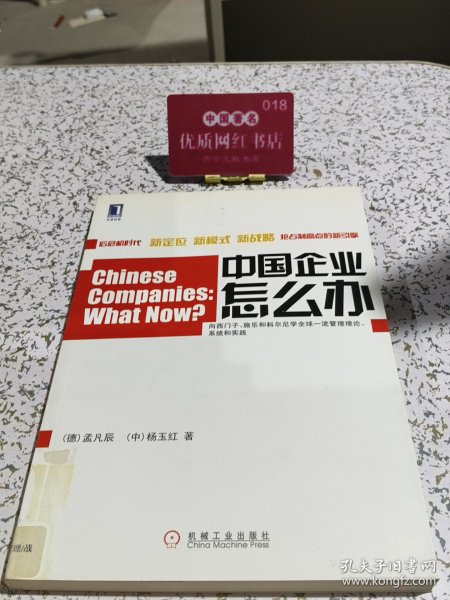 018
中国著名
优质网红书店
后危机时代 新定位 新模式 新战略 抢占制高点的新引擎
Chinese
Companies:
What Now?
中国企业
怎么办
向西门子、施乐和科尔尼学全球一流管理理论、
系统和实践
(德)孟凡辰 (中)杨玉红 著
机械工业出版社
China Machine Press
孔夫子旧书网
www.kongfz.com